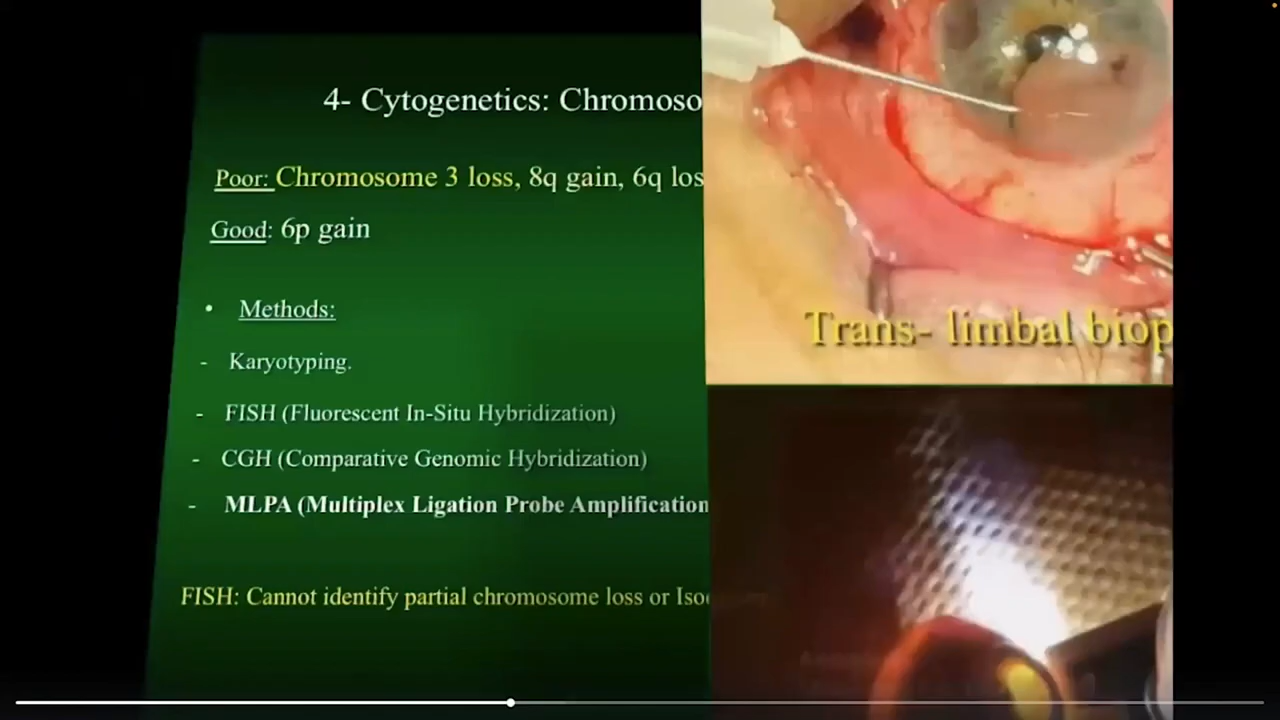 4- Cytogenetics: Chromoso
Poor: Chromosome 3 loss, 8q gain, 6q los
Good: 6p gain
• Methods:
- Karyotyping.
- FISH (Fluorescent In-Situ Hybridization)
- CGH (Comparative Genomic Hybridization)
- MLPA (Multiplex Ligation Probe Amplification
FISH: Cannot identify partial chromosome loss or Iso
Trans- limbal biop